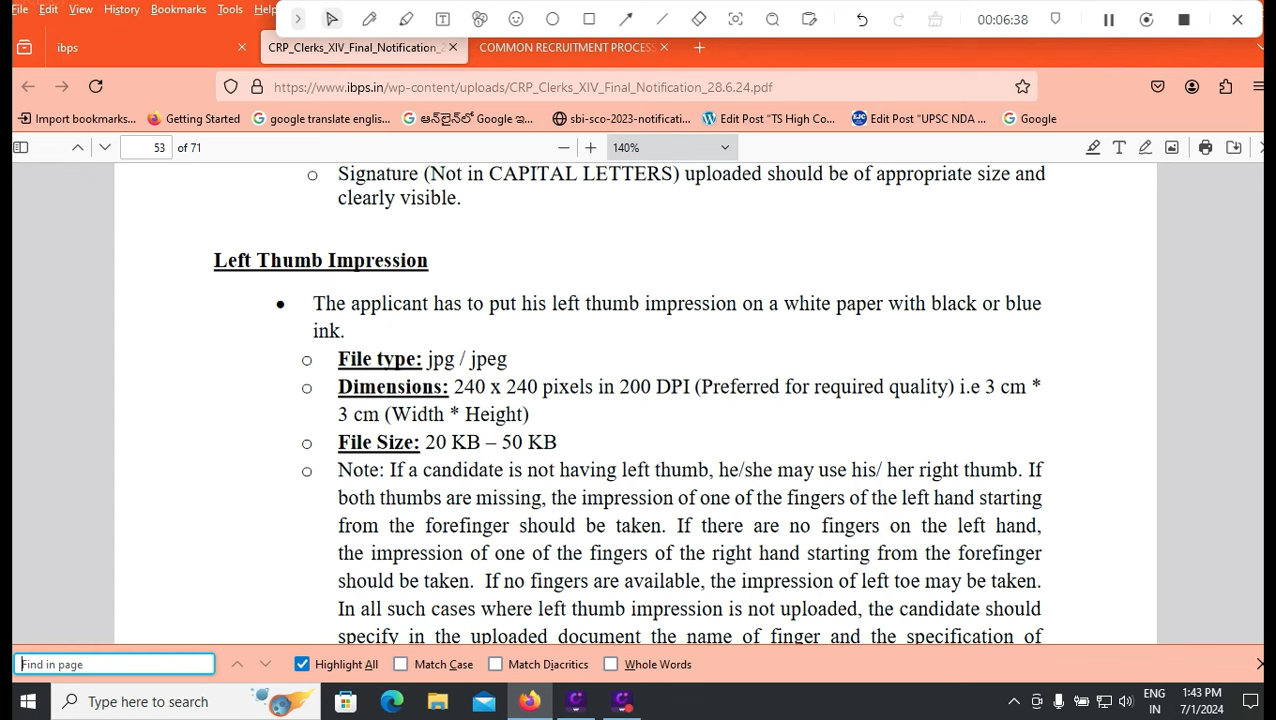 File Edit View History Bookmarks Tools Hel
00:06:38
ibps
CRP_Clerks_XIV_Final_Notification_2
COMMON RECRUITMENT PROCESS
https://www.ibps.in/wp-content/uploads/CRP_Clerks_XIV_Final_Notification_28.6.24.pdf
Import bookmarks...
Getting Started
google translate englis...
ఆన్‌లైన్‌లో Google ఇ...
sbi-sco-2023-notificati...
Edit Post “TS High Co...
Edit Post “UPSC NDA ...
Google
53 of 71
140%
Signature (Not in CAPITAL LETTERS) uploaded should be of appropriate size and
clearly visible.
Left Thumb Impression
The applicant has to put his left thumb impression on a white paper with black or blue
ink.
File type: jpg / jpeg
Dimensions: 240 x 240 pixels in 200 DPI (Preferred for required quality) i.e 3 cm *
3 cm (Width * Height)
File Size: 20 KB – 50 KB
Note: If a candidate is not having left thumb, he/she may use his/ her right thumb. If
both thumbs are missing, the impression of one of the fingers of the left hand starting
from the forefinger should be taken. If there are no fingers on the left hand,
the impression of one of the fingers of the right hand starting from the forefinger
should be taken. If no fingers are available, the impression of left toe may be taken.
In all such cases where left thumb impression is not uploaded, the candidate should
specify in the uploaded document the name of finger and the specification of
Find in page
Highlight All
Match Case
Match Diacritics
Whole Words
Type here to search
ENG
IN
1:43 PM
7/1/2024